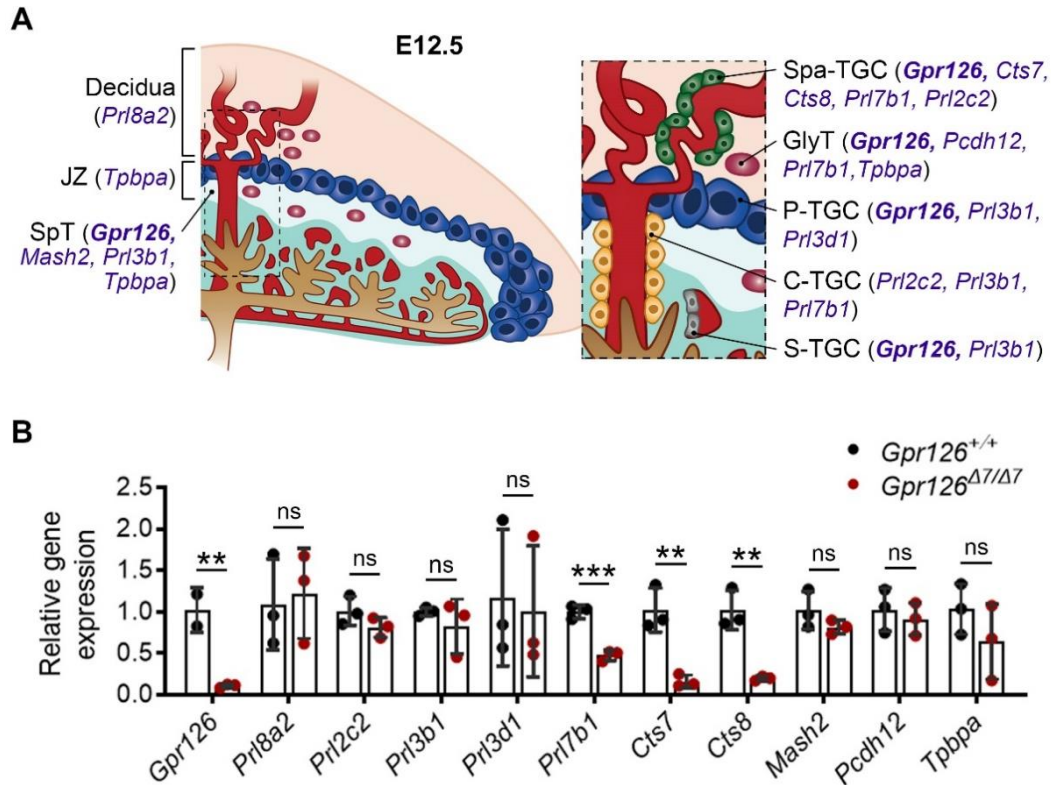 A
E12.5
Decidua
(Prl8a2)
JZ (Tpbpa)
SpT (Gpr126,
Mash2, Prl3b1,
Tpbpa)
Spa-TGC (Gpr126, Cts7,
Cts8, Prl7b1, Prl2c2)
GlyT (Gpr126, Pcdh12,
Prl7b1,Tpbpa)
P-TGC (Gpr126, Prl3b1,
Prl3d1)
C-TGC (Prl2c2, Prl3b1,
Prl7b1)
S-TGC (Gpr126, Prl3b1)
B
Gpr126+/+
Gpr126Δ7/Δ7
Relative gene
expression
2.5
2.0
1.5
1.0
0.5
0.0
**
ns
ns
ns
ns
***
**
**
ns
ns
ns
Gpr126
Prl8a2
Prl2c2
Prl3b1
Prl3d1
Prl7b1
Cts7
Cts8
Mash2
Pcdh12
Tpbpa